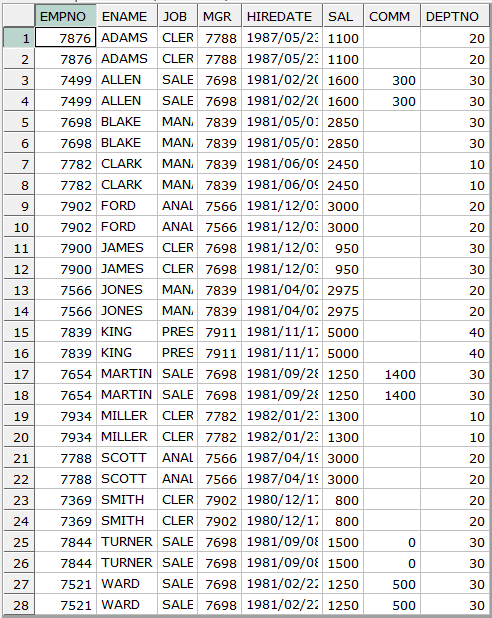 EMPNO ENAME JOB MGR HIREDATE SAL COMM DEPTNO
1 7876 ADAMS CLER 7788 1987/05/23 1100 20
2 7876 ADAMS CLER 7788 1987/05/23 1100 20
3 7499 ALLEN SALE 7698 1981/02/20 1600 300 30
4 7499 ALLEN SALE 7698 1981/02/20 1600 300 30
5 7698 BLAKE MAN 7839 1981/05/01 2850 30
6 7698 BLAKE MAN 7839 1981/05/01 2850 30
7 7782 CLARK MAN 7839 1981/06/09 2450 10
8 7782 CLARK MAN 7839 1981/06/09 2450 10
9 7902 FORD ANAL 7566 1981/12/03 3000 20
10 7902 FORD ANAL 7566 1981/12/03 3000 20
11 7900 JAMES CLER 7698 1981/12/03 950 30
12 7900 JAMES CLER 7698 1981/12/03 950 30
13 7566 JONES MAN 7839 1981/04/02 2975 20
14 7566 JONES MAN 7839 1981/04/02 2975 20
15 7839 KING PRES 7911 1981/11/17 5000 40
16 7839 KING PRES 7911 1981/11/17 5000 40
17 7654 MARTIN SALE 7698 1981/09/28 1250 1400 30
18 7654 MARTIN SALE 7698 1981/09/28 1250 1400 30
19 7934 MILLER CLER 7782 1982/01/23 1300 10
20 7934 MILLER CLER 7782 1982/01/23 1300 10
21 7788 SCOTT ANAL 7566 1987/04/19 3000 20
22 7788 SCOTT ANAL 7566 1987/04/19 3000 20
23 7369 SMITH CLER 7902 1980/12/17 800 20
24 7369 SMITH CLER 7902 1980/12/17 800 20
25 7844 TURNER SALE 7698 1981/09/08 1500 0 30
26 7844 TURNER SALE 7698 1981/09/08 1500 0 30
27 7521 WARD SALE 7698 1981/02/22 1250 500 30
28 7521 WARD SALE 7698 1981/02/22 1250 500 30